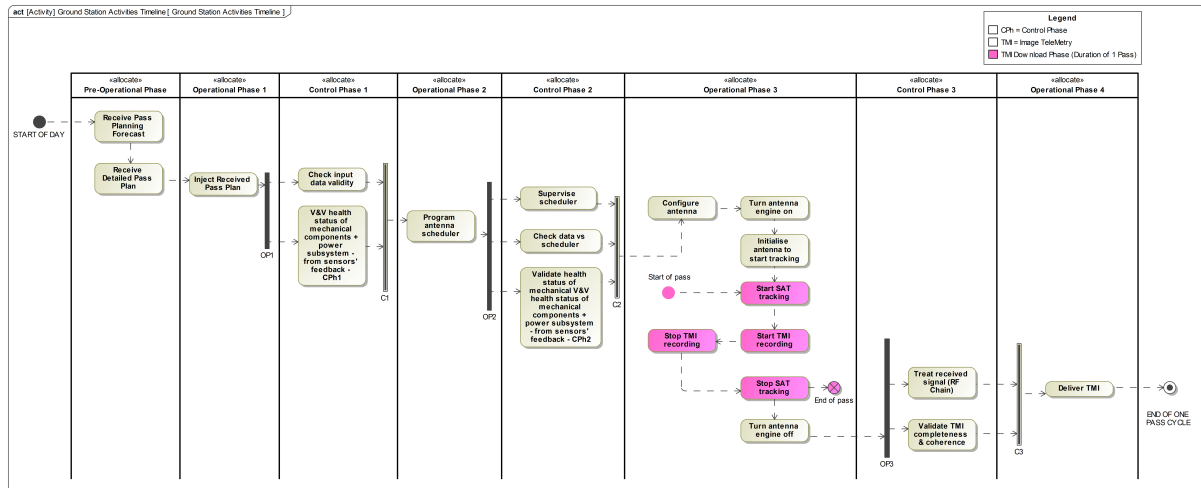 act [Activity] Ground Station Activities Timeline [ Ground Station Activities Timeline ]
Legend
CPh = Control Phase
TMI = Image TeleMetry
TMI Download Phase (Duration of 1 Pass)
«allocate»
Pre-Operational Phase
«allocate»
Operational Phase 1
«allocate»
Control Phase 1
«allocate»
Operational Phase 2
«allocate»
Control Phase 2
«allocate»
Operational Phase 3
«allocate»
Control Phase 3
«allocate»
Operational Phase 4
START OF DAY
Receive Pass
Planning
Forecast
Receive
Detailed Pass
Plan
Inject Received
Pass Plan
OP1
Check input
data validity
V&V health
status of
mechanical
components +
power
subsystem -
from sensors'
feedback -
CPh1
C1
Program
antenna
scheduler
OP2
Supervise
scheduler
Check data vs
scheduler
Validate health
status of
mechanical V&V
health status of
mechanical
components +
power subsystem
- from sensors'
feedback - CPh2
C2
Configure
antenna
Turn antenna
engine on
Initialise
antenna to
start tracking
Start of pass
Start SAT
tracking
Stop TMI
recording
Start TMI
recording
Stop SAT
tracking
End of pass
Turn antenna
engine off
OP3
Treat received
signal (RF
Chain)
Validate TMI
completeness
& coherence
C3
Deliver TMI
END OF ONE
PASS CYCLE